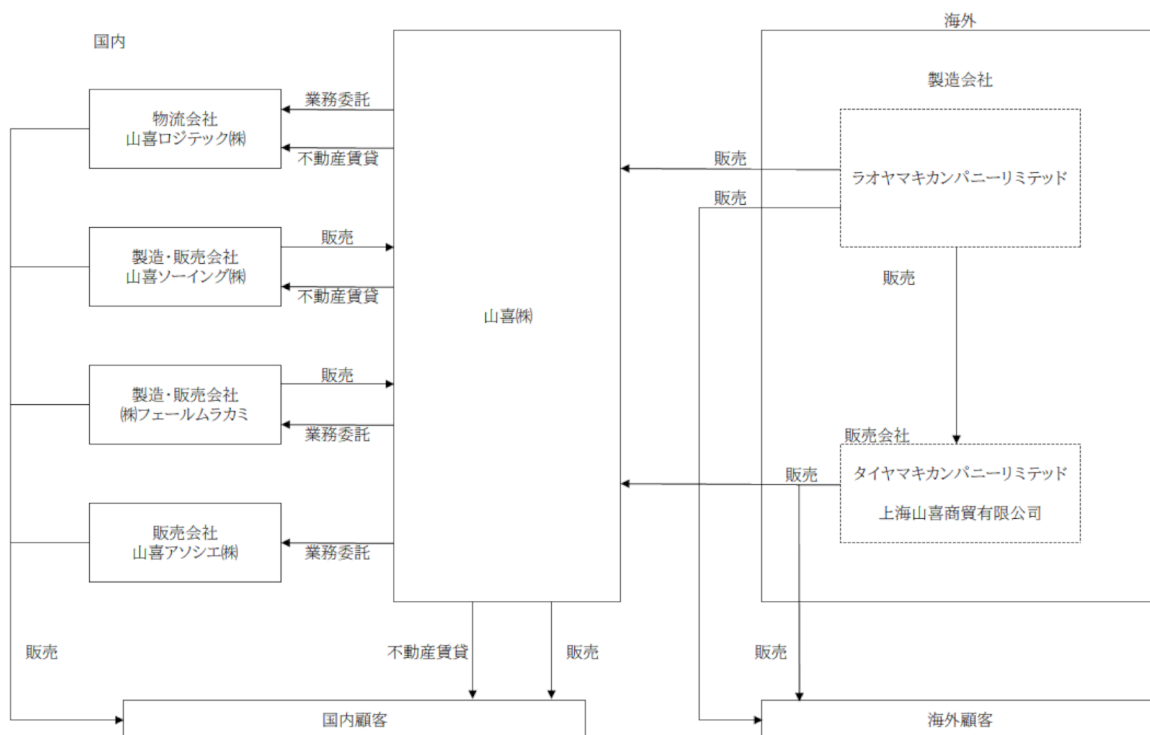 国内
海外
製造会社
物流会社
山喜ロジテック㈱
業務委託
不動産賃貸
販売
販売
ラオヤマキカンパニーリミテッド
製造・販売会社
山喜ソーイング㈱
販売
不動産賃貸
販売
山喜㈱
製造・販売会社
㈱フェールムラカミ
販売
業務委託
販売会社
タイヤマキカンパニーリミテッド
上海山喜商貿有限公司
販売
販売会社
山喜アソシエ㈱
業務委託
販売
不動産賃貸
販売
販売
国内顧客
海外顧客